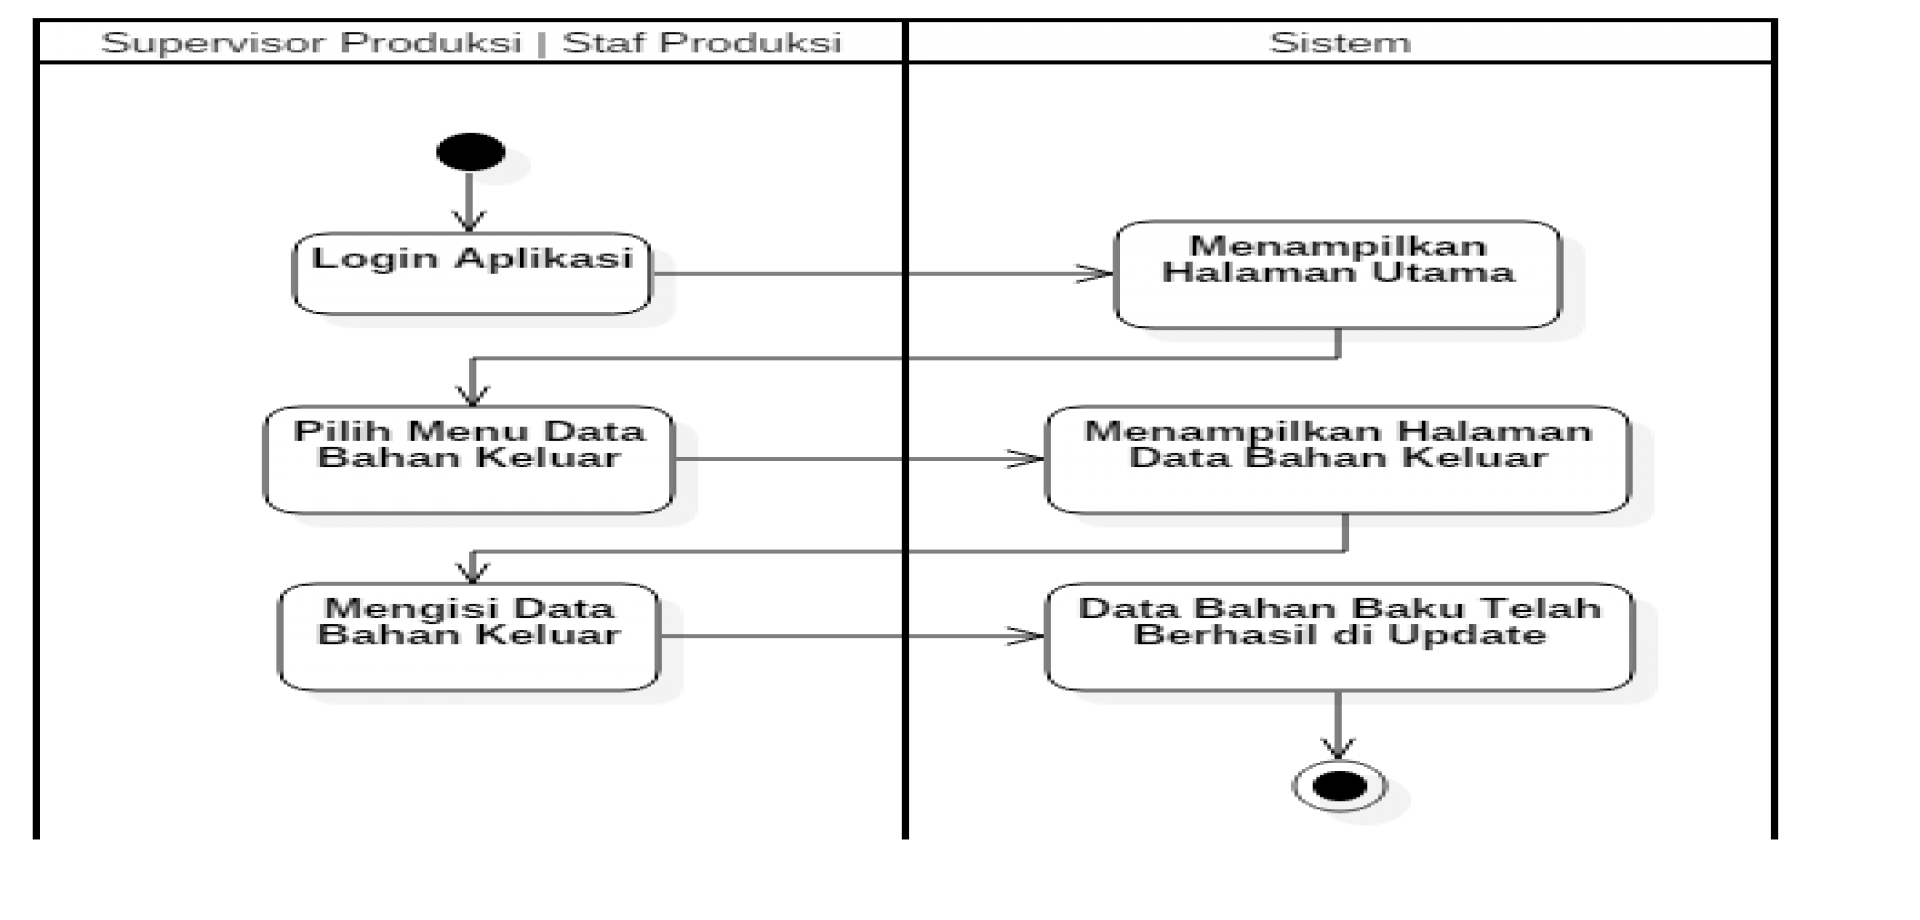 Supervisor Produksi | Staf Produksi
Sistem
Login Aplikasi
Menampilkan
Halaman Utama
Pilih Menu Data
Bahan Keluar
Menampilkan Halaman
Data Bahan Keluar
Mengisi Data
Bahan Keluar
Data Bahan Baku Telah
Berhasil di Update